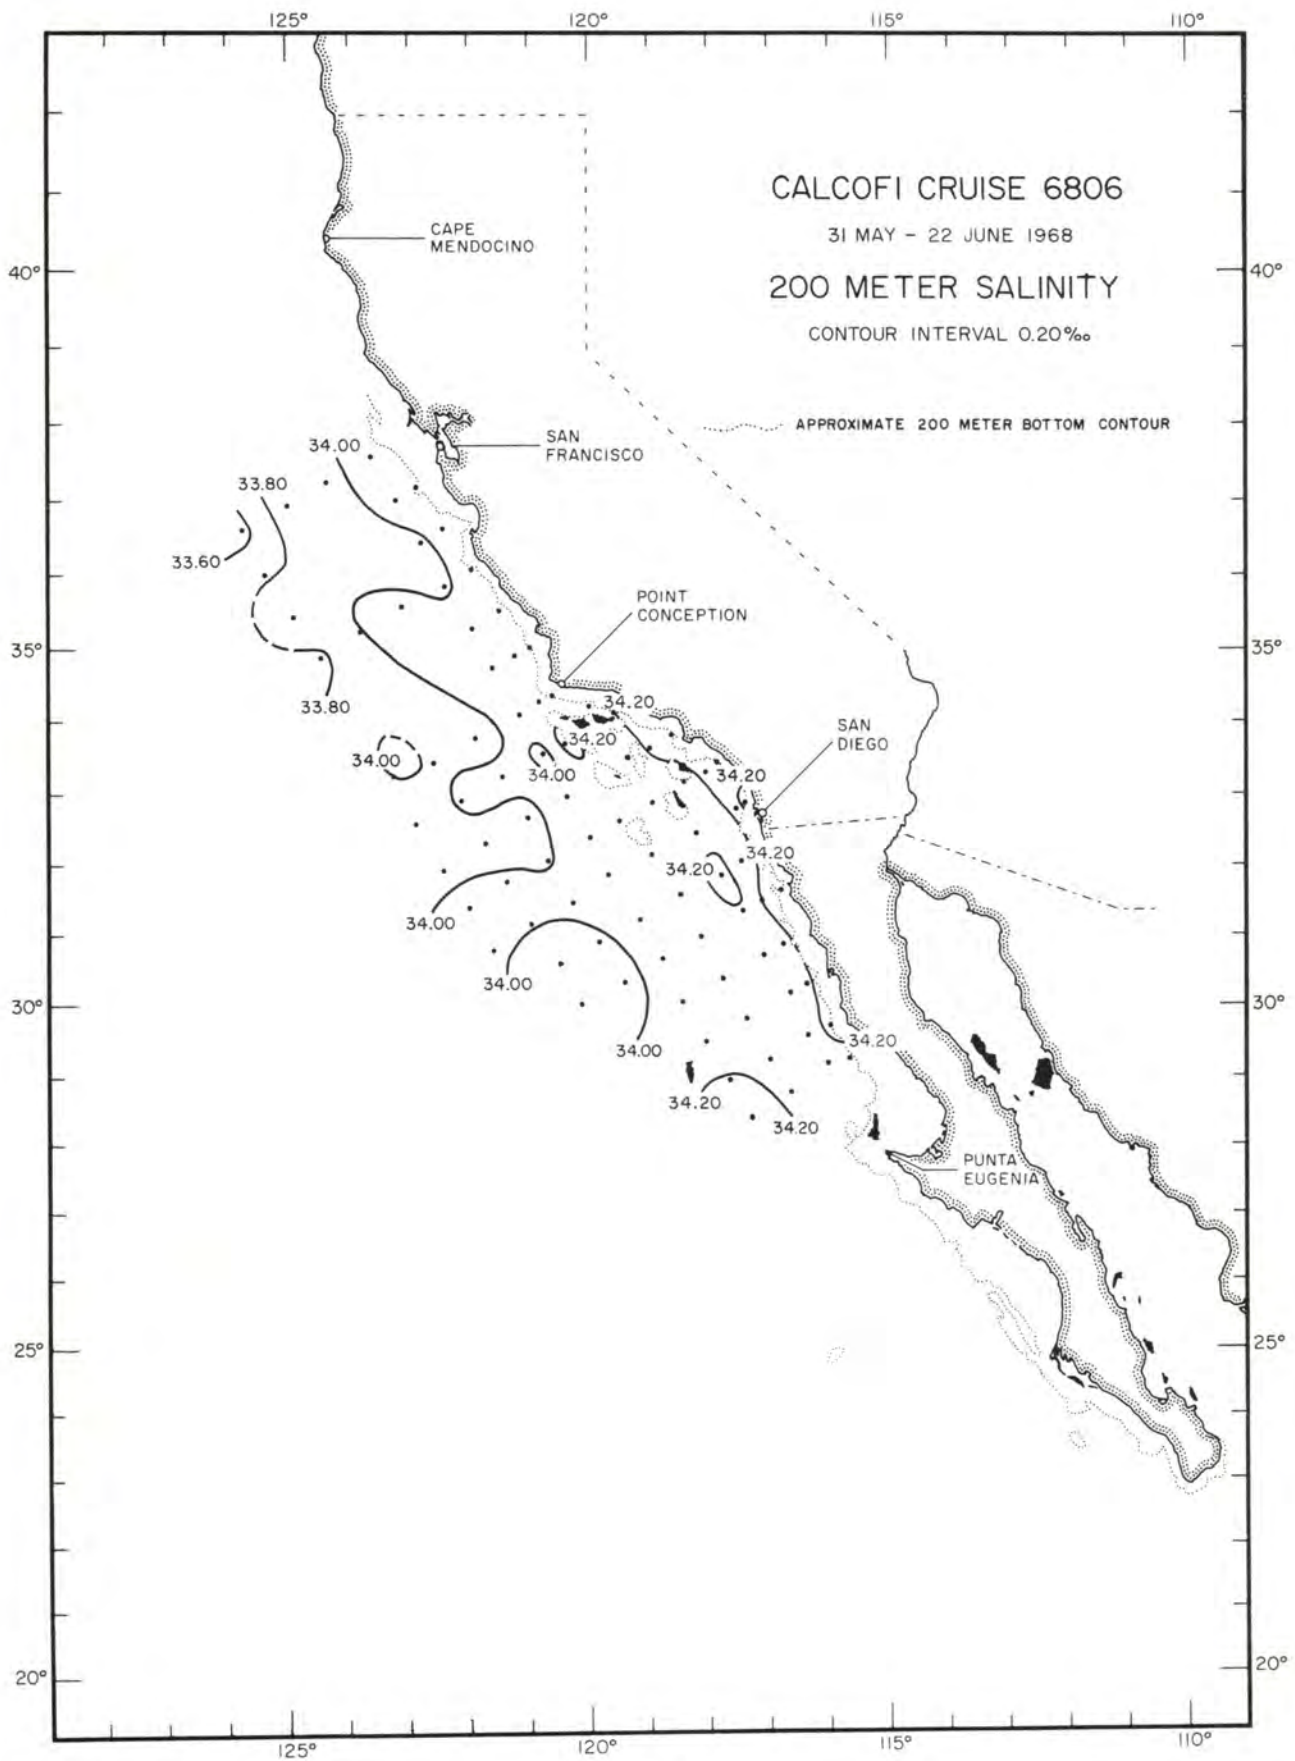 125° 120° 115° 110°
CALCOFI CRUISE 6806
31 MAY - 22 JUNE 1968
200 METER SALINITY
CONTOUR INTERVAL 0.20‰
APPROXIMATE 200 METER BOTTOM CONTOUR
CAPE
MENDOCINO
40° 40°
SAN
FRANCISCO
34.00
33.80
33.60
POINT
CONCEPTION
35° 35°
33.80
34.20
SAN
DIEGO
34.20
34.00
34.00
34.20
34.20
34.20
34.00
34.00
30° 30°
34.00
34.20
34.20
34.20
PUNTA
EUGENIA
25° 25°
20° 20°
125° 120° 115° 110°